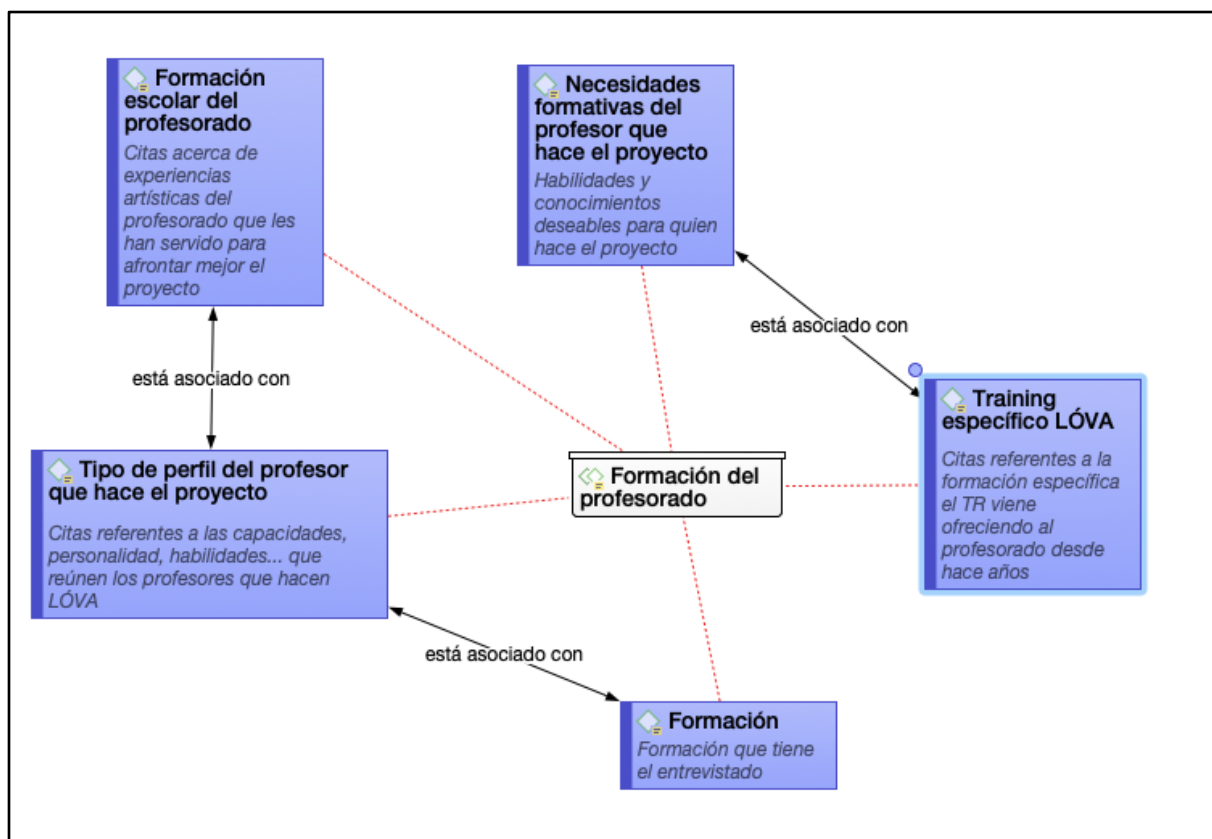 Formación
escolar del
profesorado
Citas acerca de
experiencias
artísticas del
profesorado que les
han servido para
afrontar mejor el
proyecto
Necesidades
formativas del
profesor que
hace el proyecto
Habilidades y
conocimientos
deseables para quien
hace el proyecto
está asociado con
está asociado con
Training
específico LÓVA
Citas referentes a la
formación específica
el TR viene
ofreciendo al
profesorado desde
hace años
Tipo de perfil del profesor
que hace el proyecto
Citas referentes a las capacidades,
personalidad, habilidades... que
reúnen los profesores que hacen
LÓVA
Formación del
profesorado
está asociado con
Formación
Formación que tiene
el entrevistado